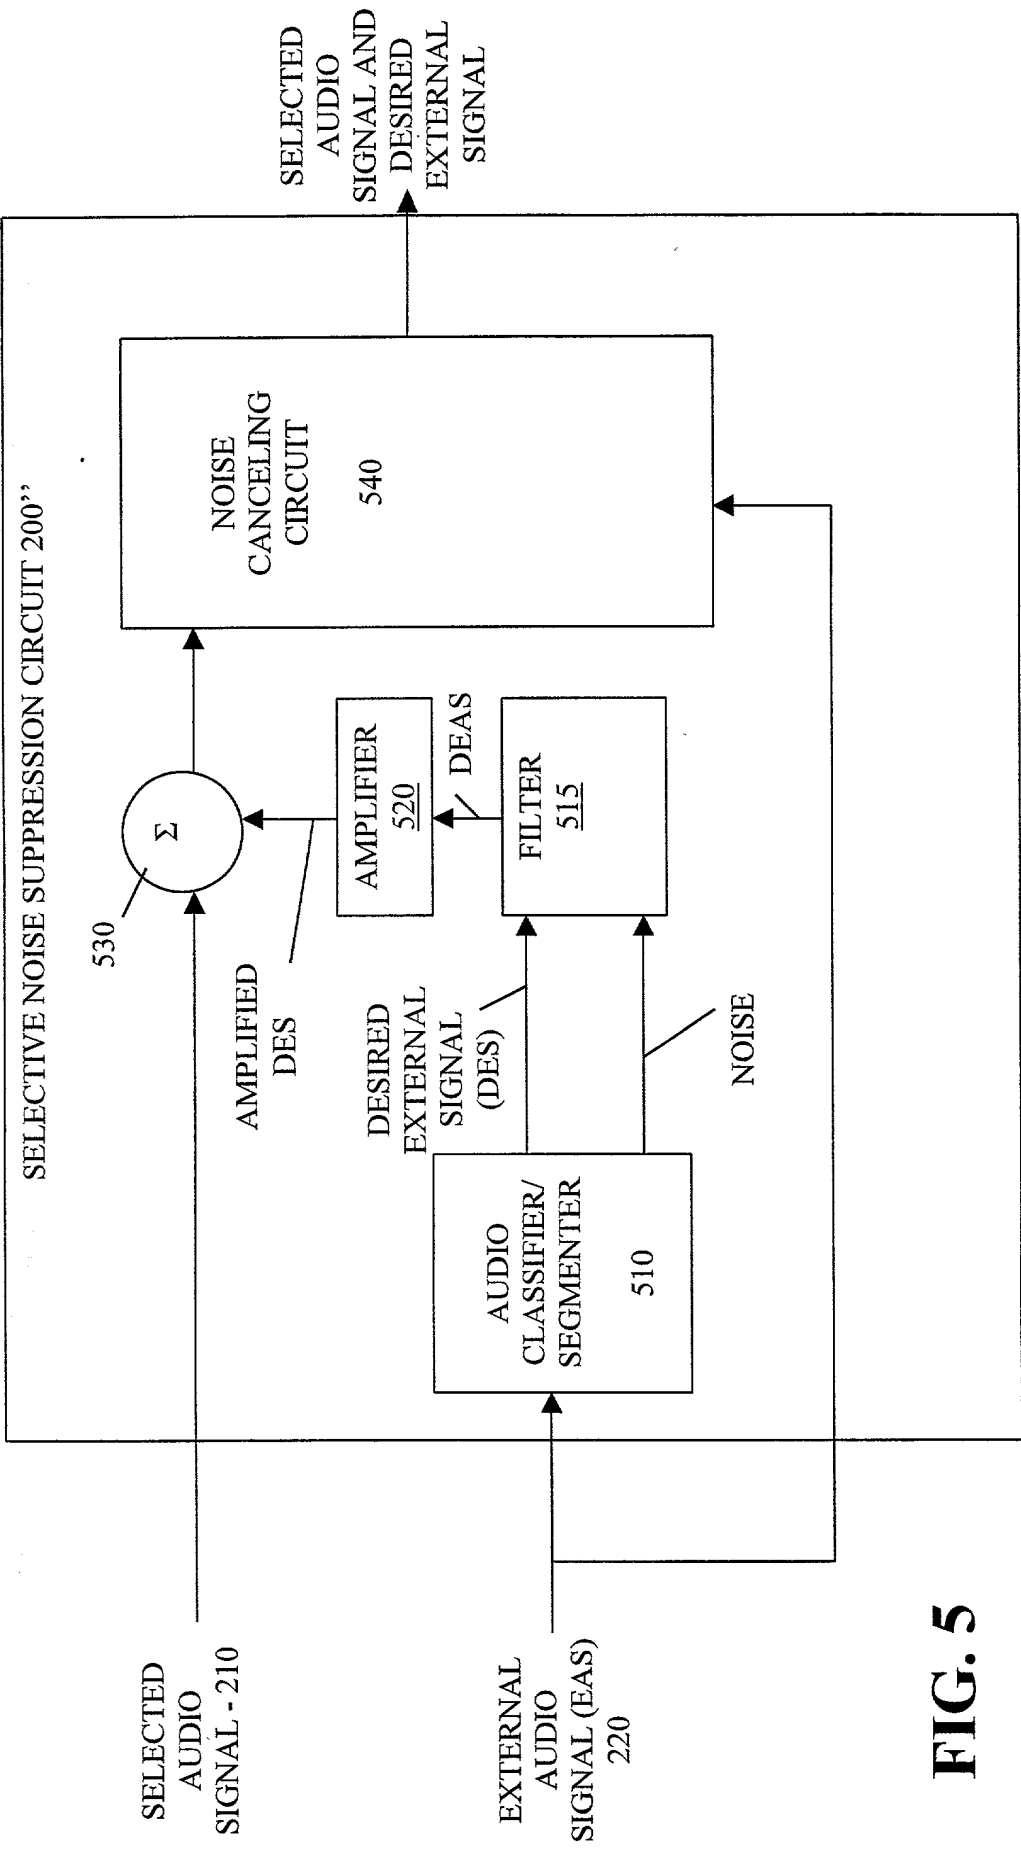 SELECTIVE NOISE SUPPRESSION CIRCUIT 200’’
SELECTED
AUDIO
SIGNAL - 210
530
Σ
AMPLIFIED
DES
AMPLIFIER
520
DEAS
FILTER
515
DESIRED
EXTERNAL
SIGNAL
(DES)
NOISE
AUDIO
CLASSIFIER/
SEGMENTER
510
EXTERNAL
AUDIO
SIGNAL (EAS)
220
NOISE
CANCELING
CIRCUIT
540
SELECTED
AUDIO
SIGNAL AND
DESIRED
EXTERNAL
SIGNAL
FIG. 5